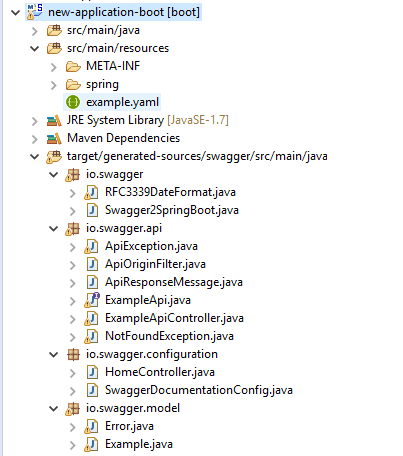 new-application-boot [boot]
src/main/java
src/main/resources
META-INF
spring
example.yaml
JRE System Library [JavaSE-1.7]
Maven Dependencies
target/generated-sources/swagger/src/main/java
io.swagger
RFC3339DateFormat.java
Swagger2SpringBoot.java
io.swagger.api
ApiException.java
ApiOriginFilter.java
ApiResponseMessage.java
ExampleApi.java
ExampleApiController.java
NotFoundException.java
io.swagger.configuration
HomeController.java
SwaggerDocumentationConfig.java
io.swagger.model
Error.java
Example.java